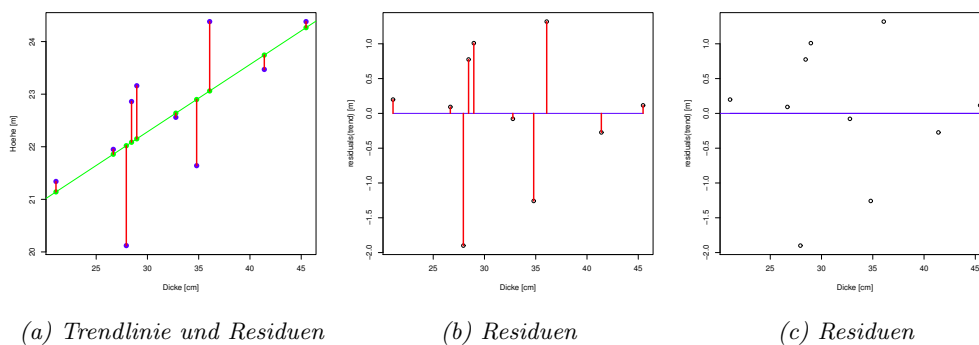 Hoehe [m]
24
23
22
21
20
25 30 35 40 45
Dicke [cm]
residuals(trend) [m]
1.0
0.5
0.0
−0.5
−1.0
−1.5
−2.0
25 30 35 40 45
Dicke [cm]
residuals(trend) [m]
1.0
0.5
0.0
−0.5
−1.0
−1.5
−2.0
25 30 35 40 45
Dicke [cm]
(a) Trendlinie und Residuen
(b) Residuen
(c) Residuen